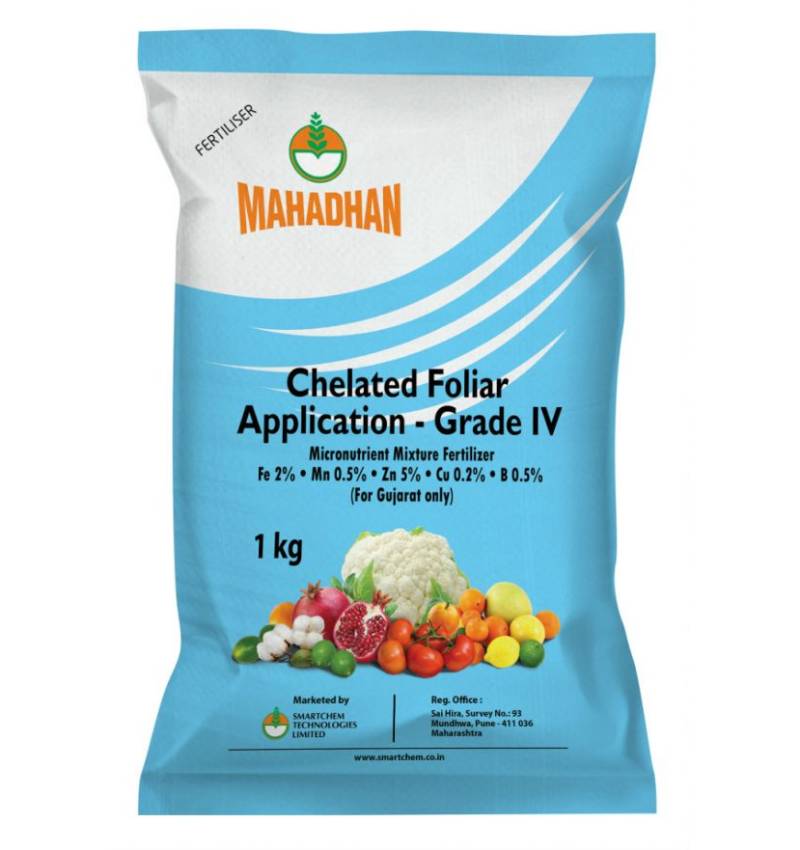 FERTILISER
MAHADHAN
Chelated Foliar
Application - Grade IV
Micronutrient Mixture Fertilizer
Fe 2% • Mn 0.5% • Zn 5% • Cu 0.2% • B 0.5%
(For Gujarat only)
1 kg
Marketed by
SMARTCHEM
TECHNOLOGIES
LIMITED
Reg. Office :
Sai Hira, Survey No.: 93
Mundhwa, Pune - 411 036
Maharashtra
www.smartchem.co.in